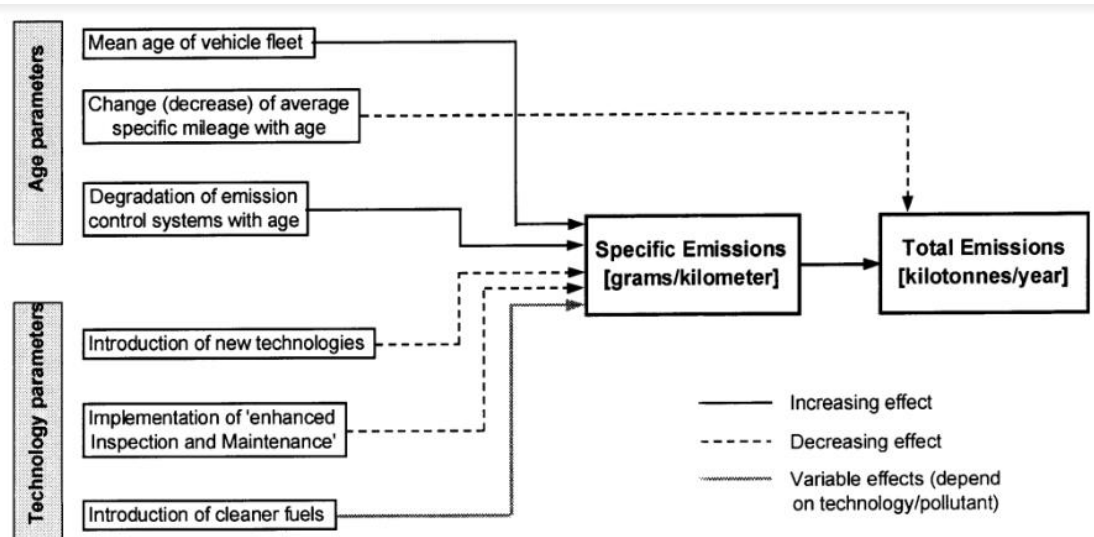 Age parameters
Mean age of vehicle fleet
Change (decrease) of average
specific mileage with age
Degradation of emission
control systems with age
Technology parameters
Introduction of new technologies
Implementation of 'enhanced
Inspection and Maintenance'
Introduction of cleaner fuels
Specific Emissions
[grams/kilometer]
Total Emissions
[kilotonnes/year]
Increasing effect
Decreasing effect
Variable effects (depend
on technology/pollutant)